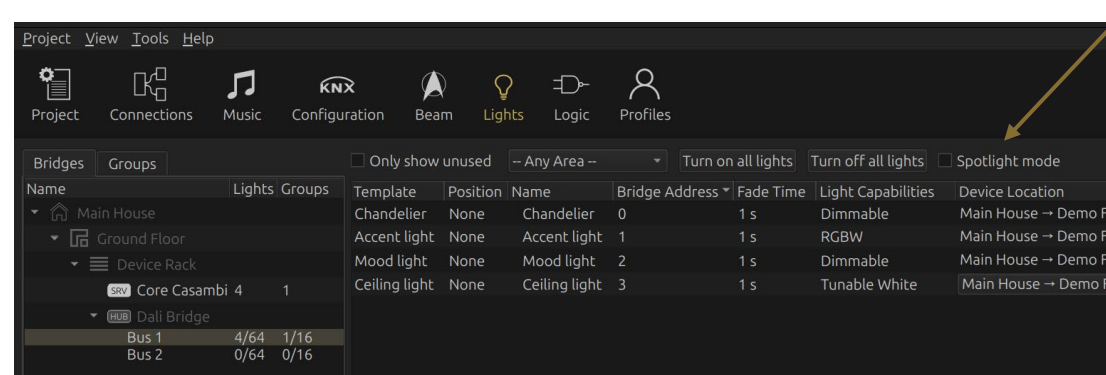 Project View Tools Help
KNX
Project Connections Music Configuration Beam Lights Logic Profiles
Bridges Groups Only show unused -- Any Area -- Turn on all lights Turn off all lights Spotlight mode
Name Lights Groups Template Position Name Bridge Address Fade Time Light Capabilities Device Location
Main House Chandelier None Chandelier 0 1 s Dimmable Main House → Demo F
Ground Floor Accent light None Accent light 1 1 s RGBW Main House → Demo F
Device Rack Mood light None Mood light 2 1 s Dimmable Main House → Demo F
SRV Core Casambi 4 1 Ceiling light None Ceiling light 3 1 s Tunable White Main House → Demo F
HUB Dali Bridge
Bus 1 4/64 1/16
Bus 2 0/64 0/16